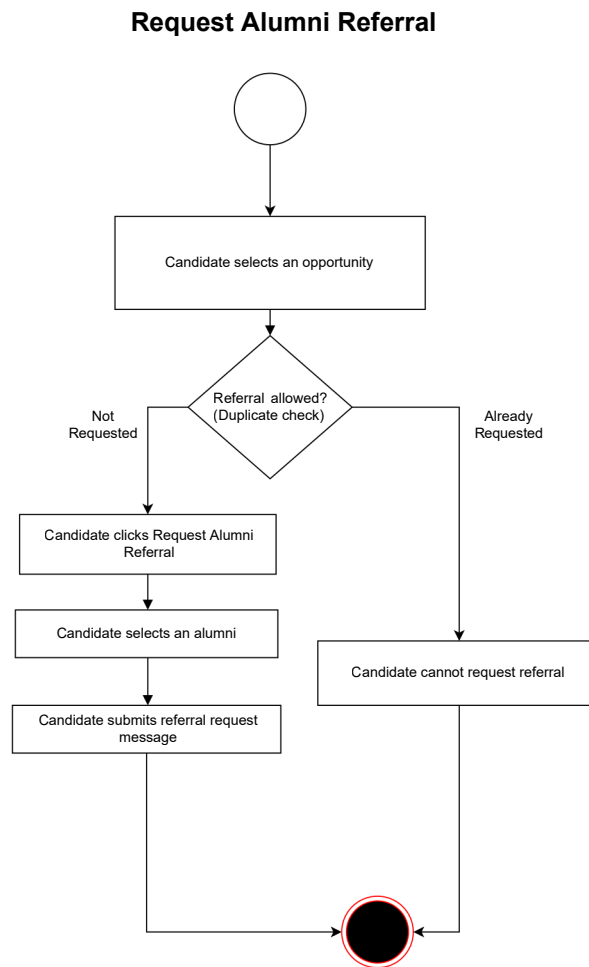 Request Alumni Referral
Candidate selects an opportunity
Referral allowed?
(Duplicate check)
Not
Requested
Already
Requested
Candidate clicks Request Alumni
Referral
Candidate selects an alumni
Candidate cannot request referral
Candidate submits referral request
message